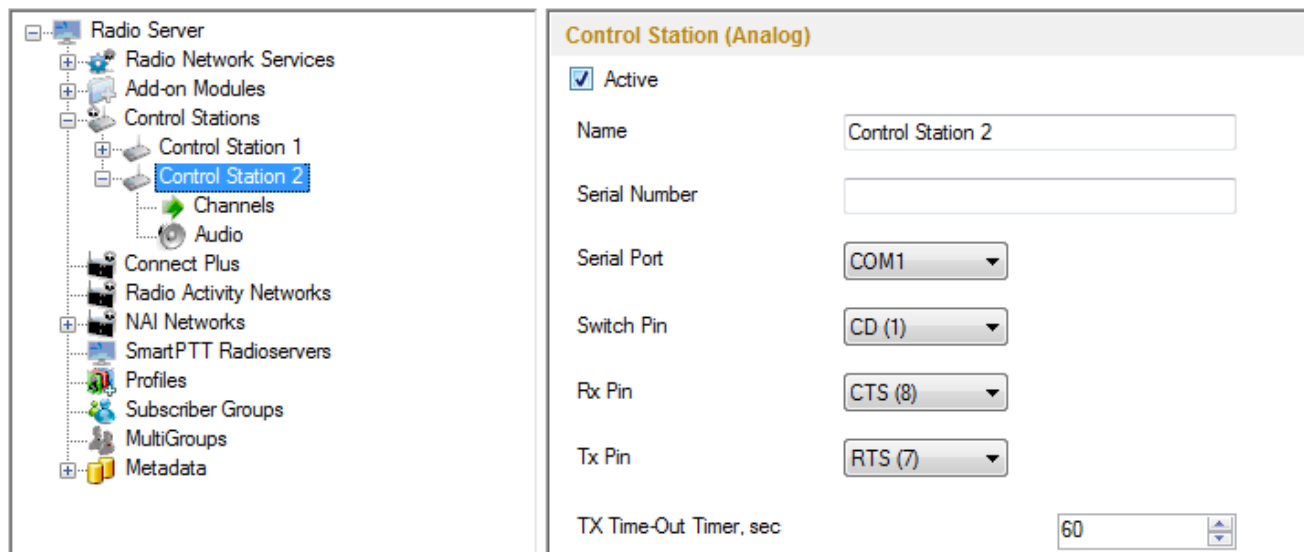 Radio Server
Radio Network Services
Add-on Modules
Control Stations
Control Station 1
Control Station 2
Channels
Audio
Connect Plus
Radio Activity Networks
NAI Networks
SmartPTT Radioservers
Profiles
Subscriber Groups
MultiGroups
Metadata
Control Station (Analog)
Active
Name Control Station 2
Serial Number
Serial Port COM1
Switch Pin CD (1)
Rx Pin CTS (8)
Tx Pin RTS (7)
TX Time-Out Timer, sec 60